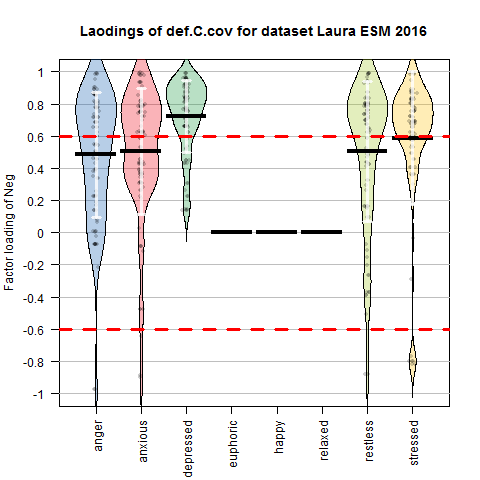 Laodings of def.C.cov for dataset Laura ESM 2016
Factor loading of Neg
1
0.8
0.6
0.4
0.2
0
-0.2
-0.4
-0.6
-0.8
-1
anger
anxious
depressed
euphoric
happy
relaxed
restless
stressed